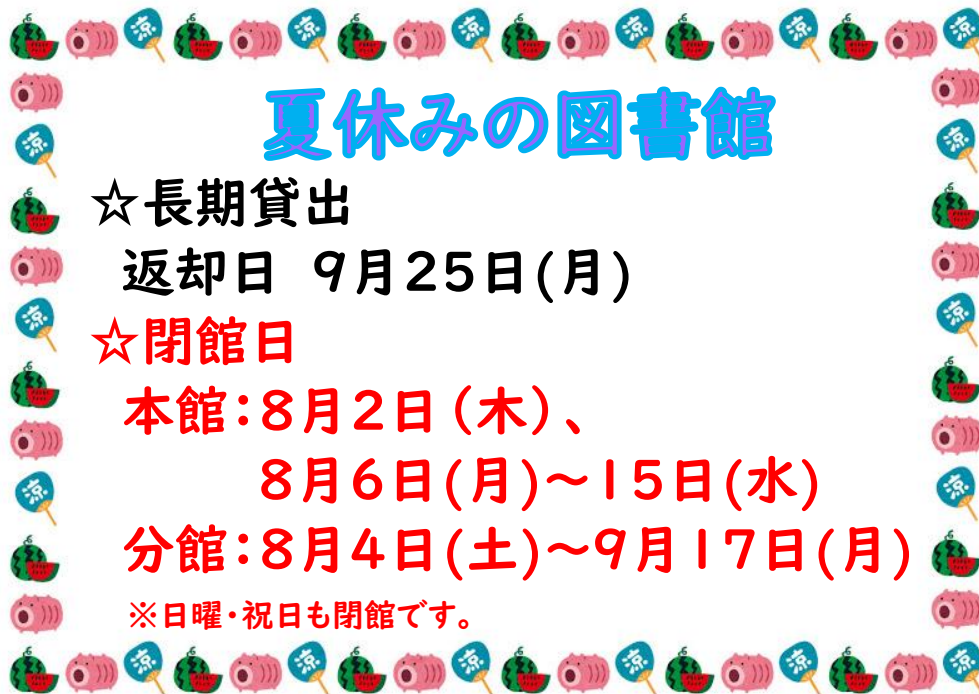 夏休みの図書館
☆長期貸出
返却日 9月25日(月)
☆閉館日
本館:8月2日(木)、
8月6日(月)~15日(水)
分館:8月4日(土)~9月17日(月)
※日曜・祝日も閉館です。